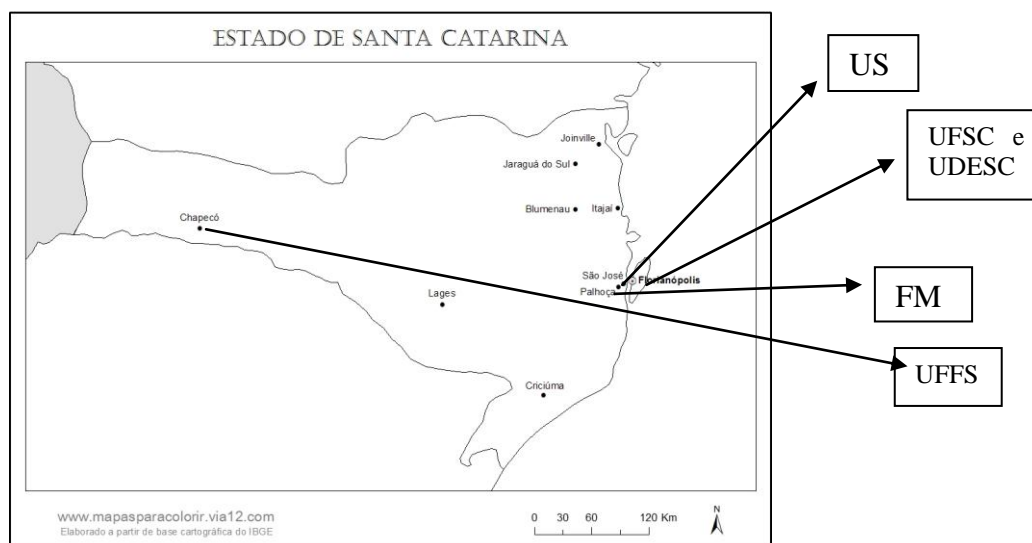 ESTADO DE SANTA CATARINA
US
UFSC e
UDESC
Joinville
Jaraguá do Sul
Blumenau
Itajaí
Chapecó
São José
Florianópolis
Palhoça
Lages
FM
UFFS
Criciúma
www.mapasparacolorir.via12.com
Elaborado a partir de base cartográfica do IBGE
0 30 60 120 Km
N